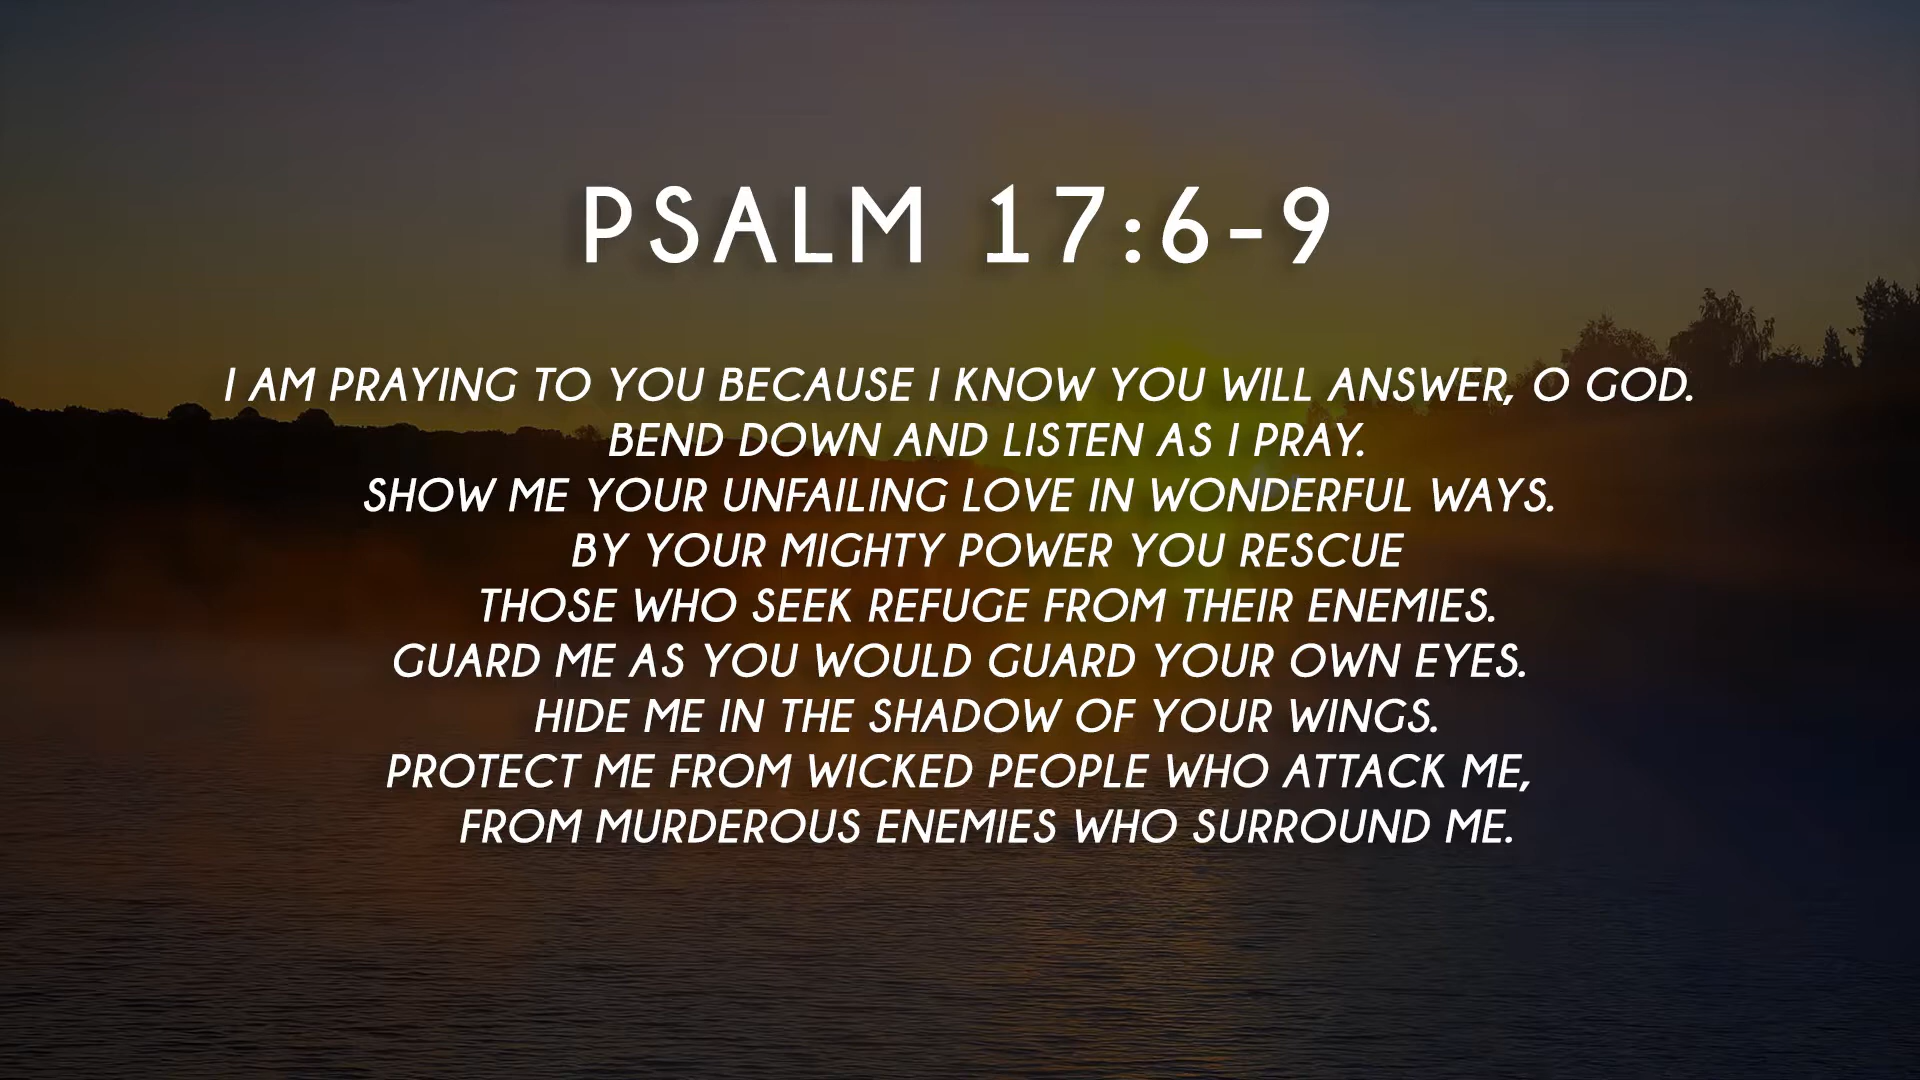 PSALM 17:6-9
I AM PRAYING TO YOU BECAUSE I KNOW YOU WILL ANSWER, O GOD.
BEND DOWN AND LISTEN AS I PRAY.
SHOW ME YOUR UNFAILING LOVE IN WONDERFUL WAYS.
BY YOUR MIGHTY POWER YOU RESCUE
THOSE WHO SEEK REFUGE FROM THEIR ENEMIES.
GUARD ME AS YOU WOULD GUARD YOUR OWN EYES.
HIDE ME IN THE SHADOW OF YOUR WINGS.
PROTECT ME FROM WICKED PEOPLE WHO ATTACK ME,
FROM MURDEROUS ENEMIES WHO SURROUND ME.